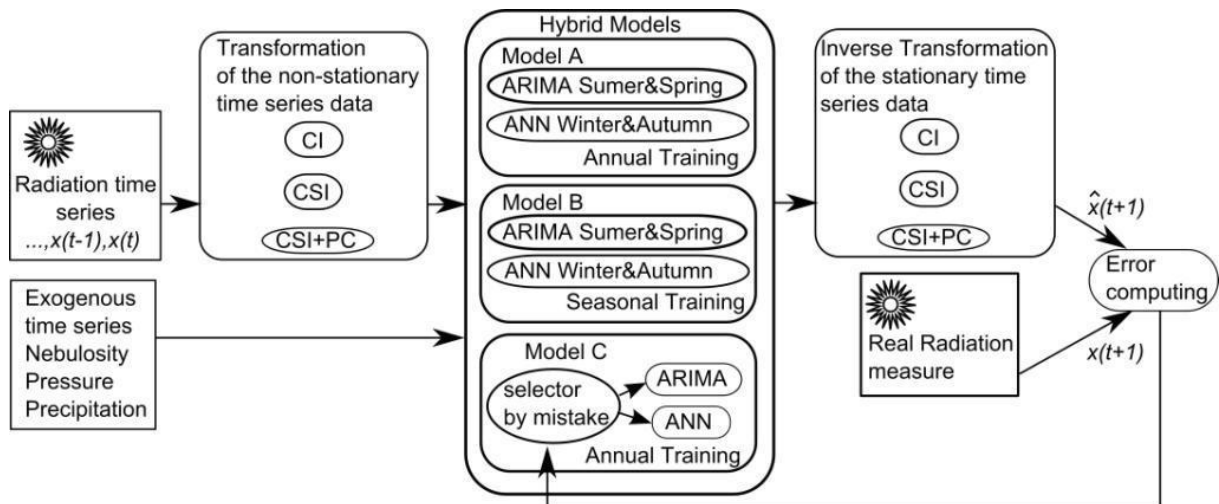 Transformation
of the non-stationary
time series data
CI
CSI
CSI+PC
Radiation time
series
...,x(t-1),x(t)
Exogenous
time series
Nebulosity
Pressure
Precipitation
Hybrid Models
Model A
ARIMA Sumer&Spring
ANN Winter&Autumn
Annual Training
Model B
ARIMA Sumer&Spring
ANN Winter&Autumn
Seasonal Training
Model C
selector
by mistake
ARIMA
ANN
Annual Training
Inverse Transformation
of the stationary time
series data
CI
CSI
CSI+PC
Real Radiation
measure
x̂(t+1)
x(t+1)
Error
computing